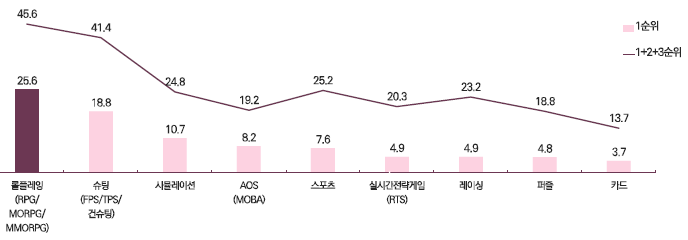 45.6
41.4
24.8
19.2
25.2
20.3
23.2
18.8
13.7
1순위
1+2+3순위
25.6
18.8
10.7
8.2
7.6
4.9
4.9
4.8
3.7
롤플레잉
(RPG/
MORPG/
MMORPG)
슈팅
(FPS/TPS/
건슈팅)
시뮬레이션
AOS
(MOBA)
스포츠
실시간전략게임
(RTS)
레이싱
퍼즐
카드